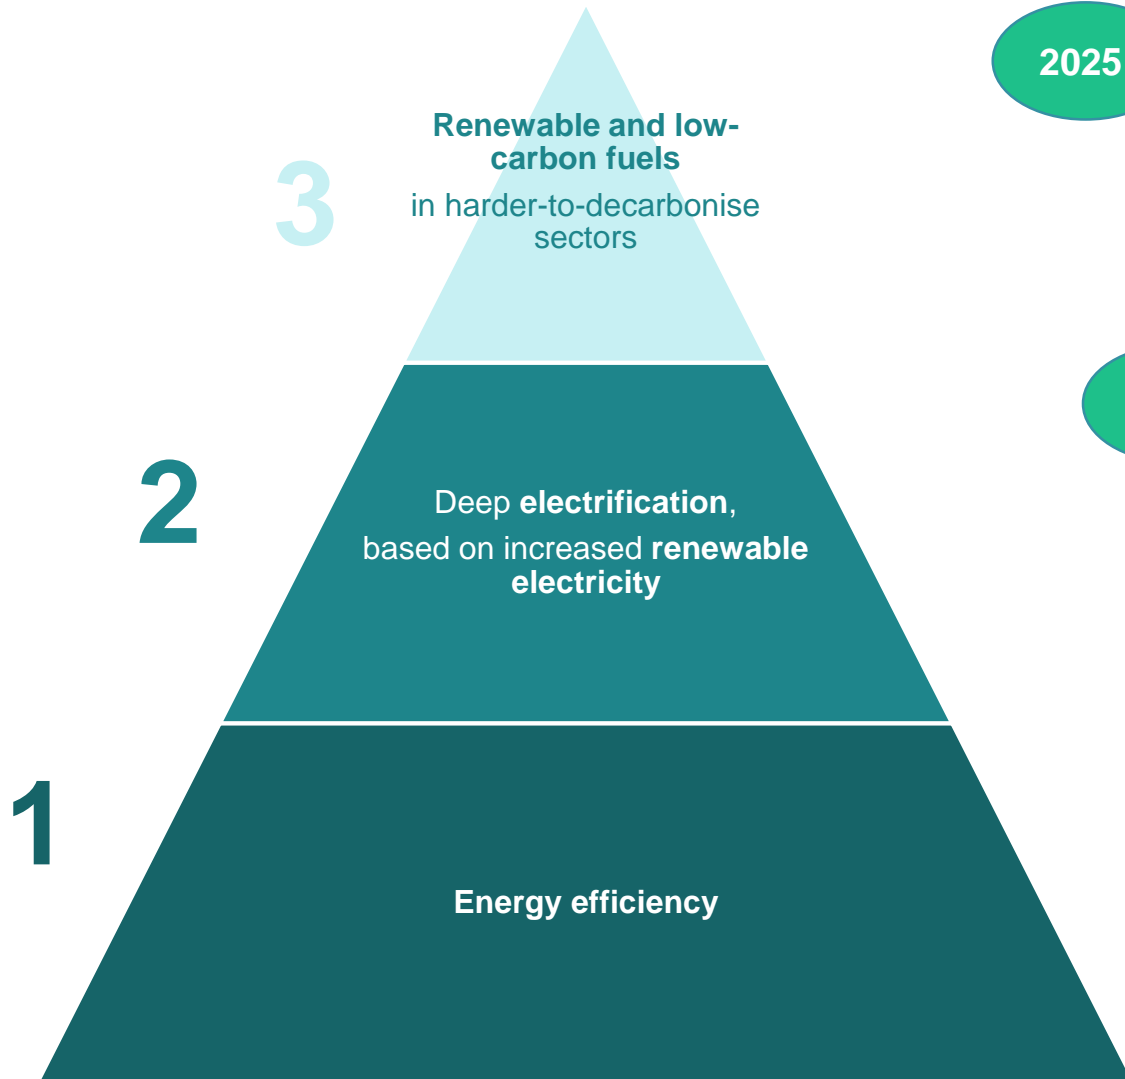 2025
Renewable and low-
carbon fuels
3
in harder-to-decarbonise
sectors
2
Deep electrification,
based on increased renewable
electricity
1
Energy efficiency